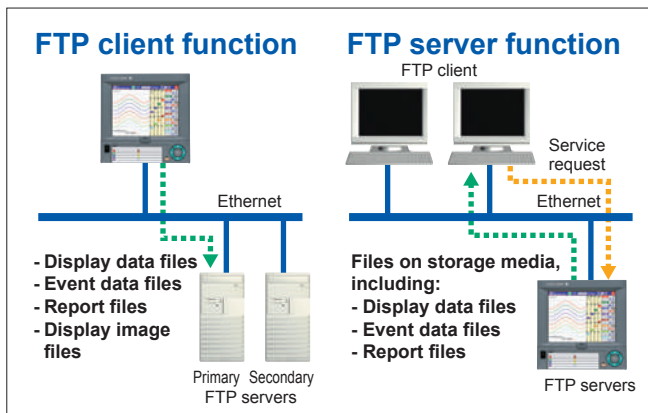 FTP client function
Ethernet
- Display data files
- Event data files
- Report files
- Display image
files
Primary Secondary
FTP servers
FTP server function
FTP client
Service
request
Ethernet
Files on storage media,
including:
- Display data files
- Event data files
- Report files
FTP servers